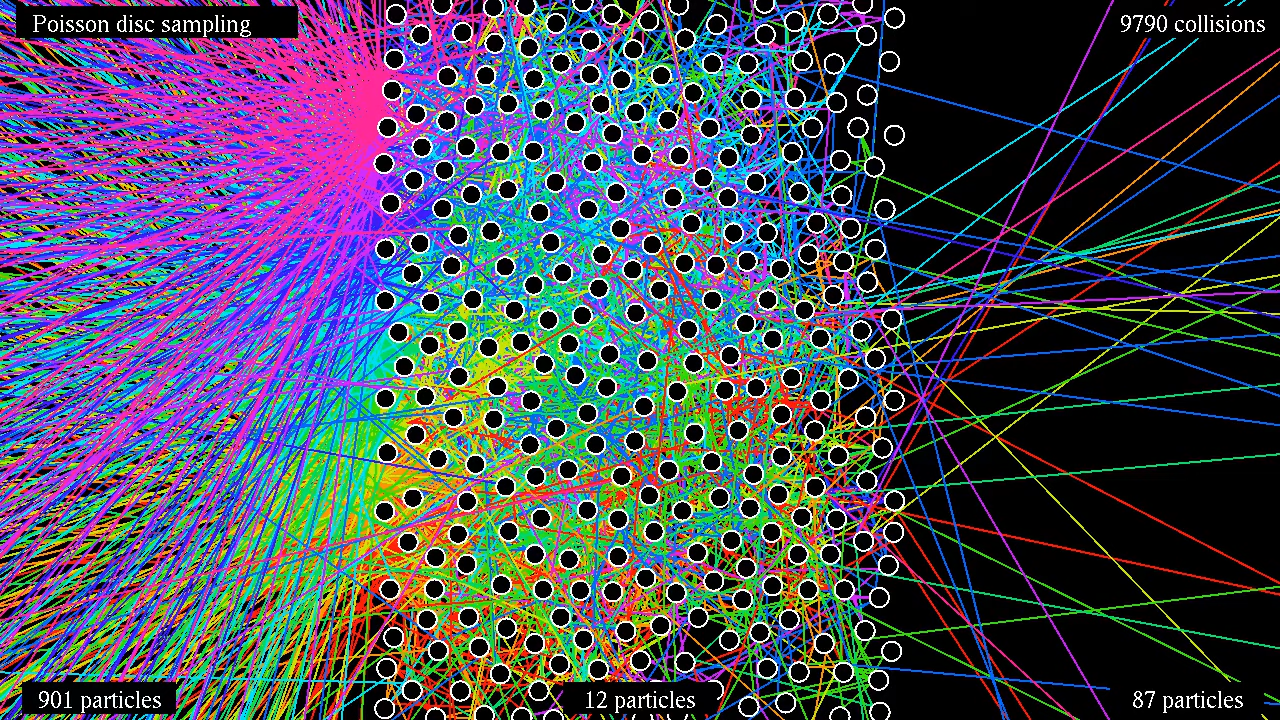 Poisson disc sampling
9790 collisions
901 particles
12 particles
87 particles